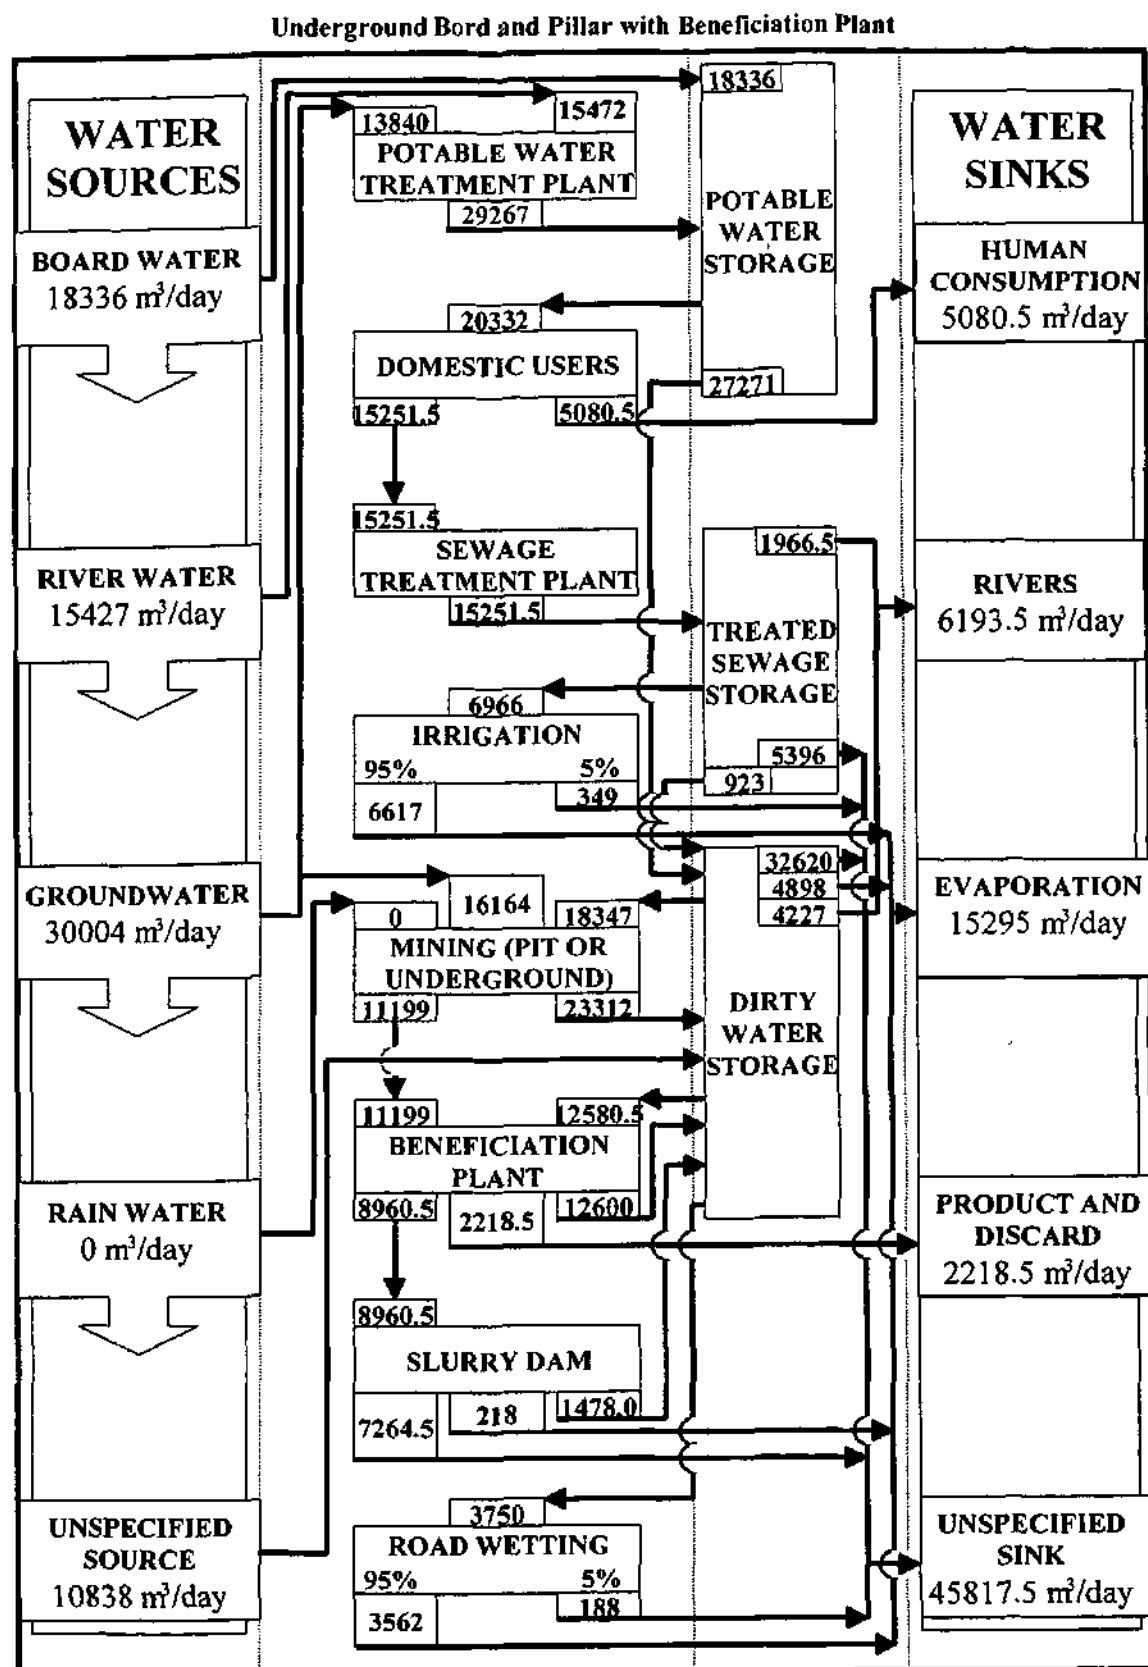 Underground Bord and Pillar with Beneficiation Plant
WATER
SOURCES
BOARD WATER
18336 m³/day
RIVER WATER
15427 m³/day
GROUNDWATER
30004 m³/day
RAIN WATER
0 m³/day
UNSPECIFIED
SOURCE
10838 m³/day
13840
15472
POTABLE WATER
TREATMENT PLANT
29267
20332
DOMESTIC USERS
15251.5
5080.5
15251.5
SEWAGE
TREATMENT PLANT
15251.5
6966
IRRIGATION
95%
5%
6617
349
0
16164
18347
MINING (PIT OR
UNDERGROUND)
11199
23312
11199
12580.5
BENEFICIATION
PLANT
8960.5
2218.5
12600
8960.5
SLURRY DAM
7264.5
218
1478.0
3750
ROAD WETTING
95%
5%
3562
188
18336
POTABLE
WATER
STORAGE
27271
1966.5
TREATED
SEWAGE
STORAGE
5396
923
32620
4898
4227
DIRTY
WATER
STORAGE
WATER
SINKS
HUMAN
CONSUMPTION
5080.5 m³/day
RIVERS
6193.5 m³/day
EVAPORATION
15295 m³/day
PRODUCT AND
DISCARD
2218.5 m³/day
UNSPECIFIED
SINK
45817.5 m³/day